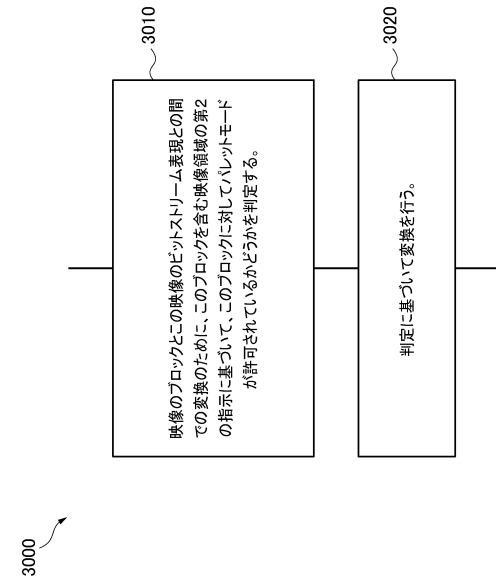 3000
3010
映像のブロックとこの映像のビットストリーム表現との間
での変換のために、このブロックを含む映像領域の第2
の指示に基づいて、このブロックに対してパレットモード
が許可されているかどうかを判定する。
3020
判定に基づいて変換を行う。